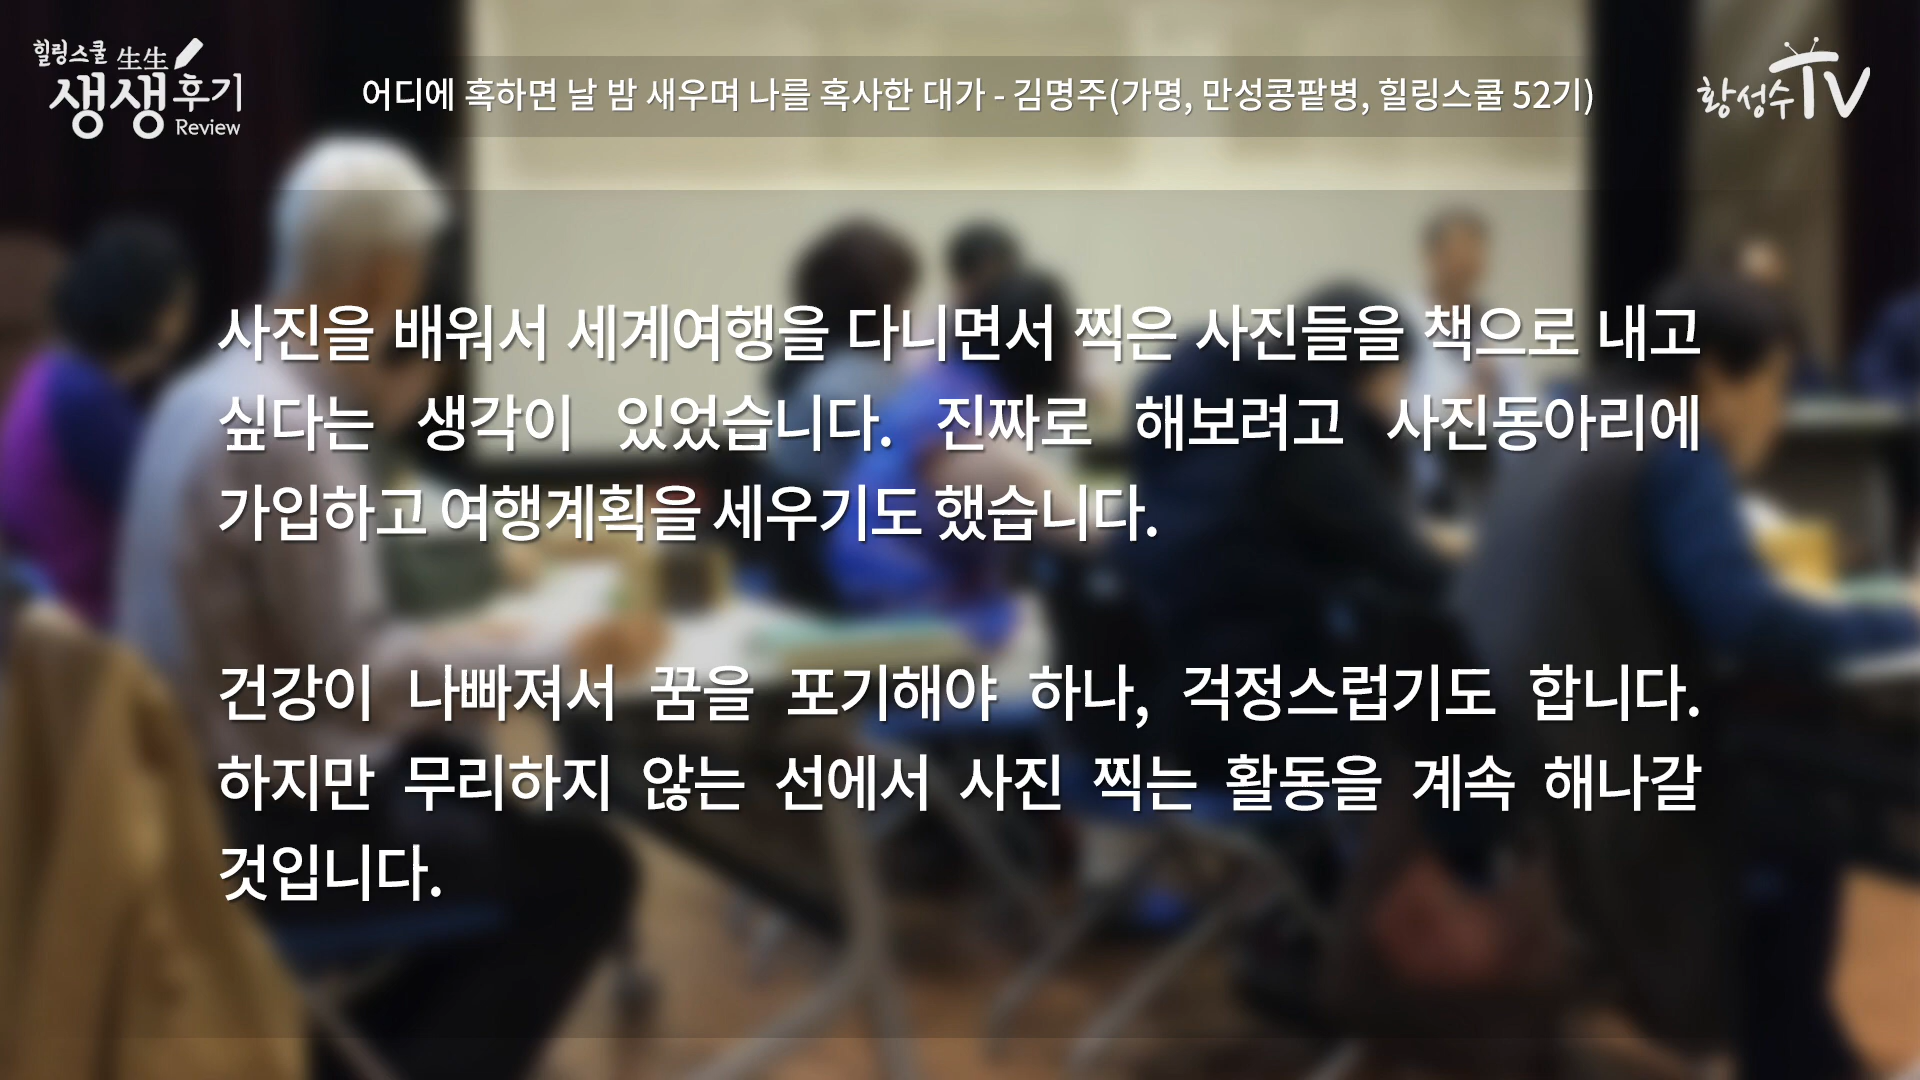 힐링스쿨 生生
생생후기
Review
어디에 혹하면 날 밤 새우며 나를 혹사한 대가 - 김명주(가명, 만성콩팥병, 힐링스쿨 52기)
황성수TV
사진을 배워서 세계여행을 다니면서 찍은 사진들을 책으로 내고
싶다는 생각이 있었습니다. 진짜로 해보려고 사진동아리에
가입하고 여행계획을 세우기도 했습니다.
건강이 나빠져서 꿈을 포기해야 하나, 걱정스럽기도 합니다.
하지만 무리하지 않는 선에서 사진 찍는 활동을 계속 해나갈
것입니다.